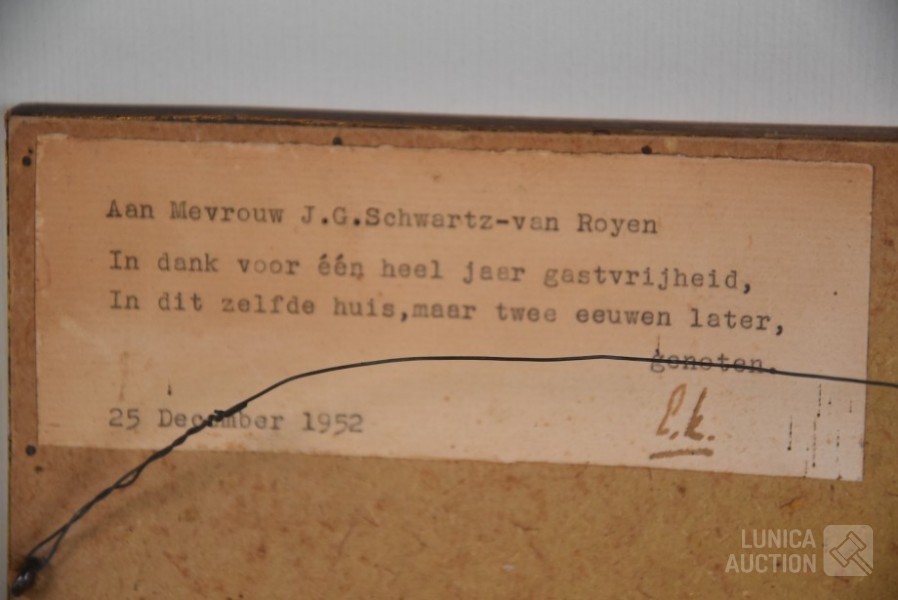 Aan Mevrouw J.G.Schwartz-van Royen
In dank voor één heel jaar gastvrijheid,
In dit zelfde huis,maar twee eeuwen later,
genoten.
25 December 1952
LUNICA
AUCTION